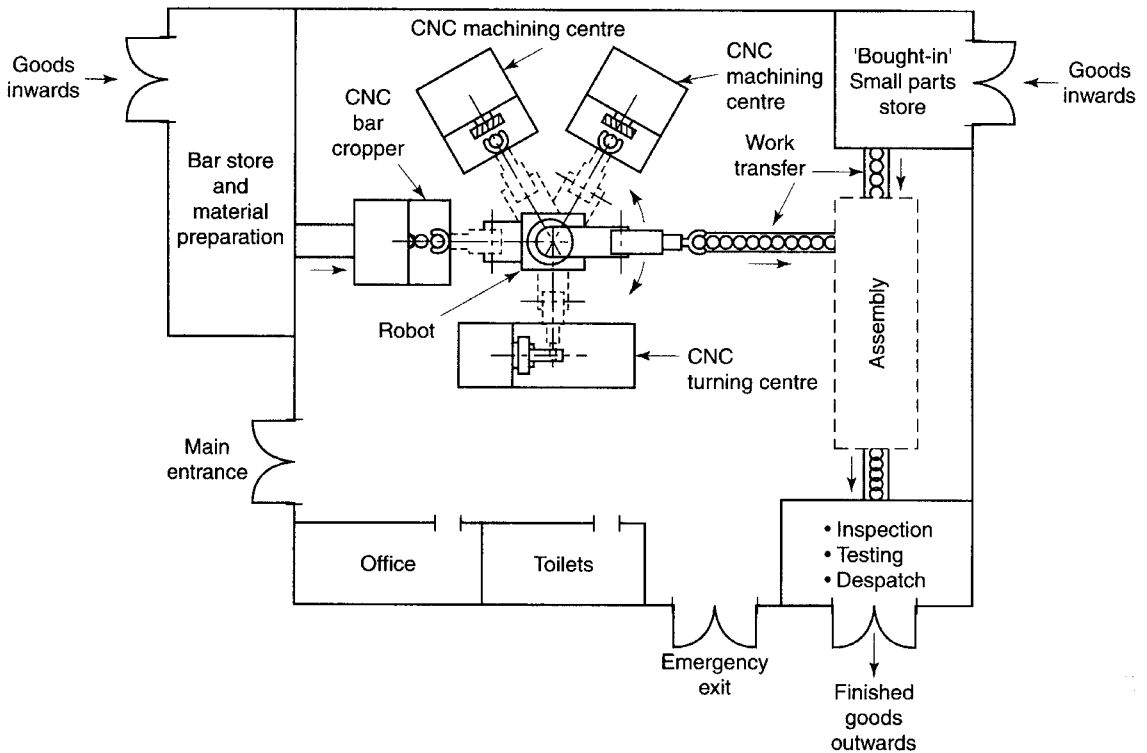 CNC machining centre
Goods
inwards
CNC
bar
cropper
CNC
machining
centre
'Bought-in'
Small parts
store
Goods
inwards
Bar store
and
material
preparation
Work
transfer
Robot
CNC
turning centre
Assembly
Main
entrance
Office
Toilets
• Inspection
• Testing
• Despatch
Emergency
exit
Finished
goods
outwards